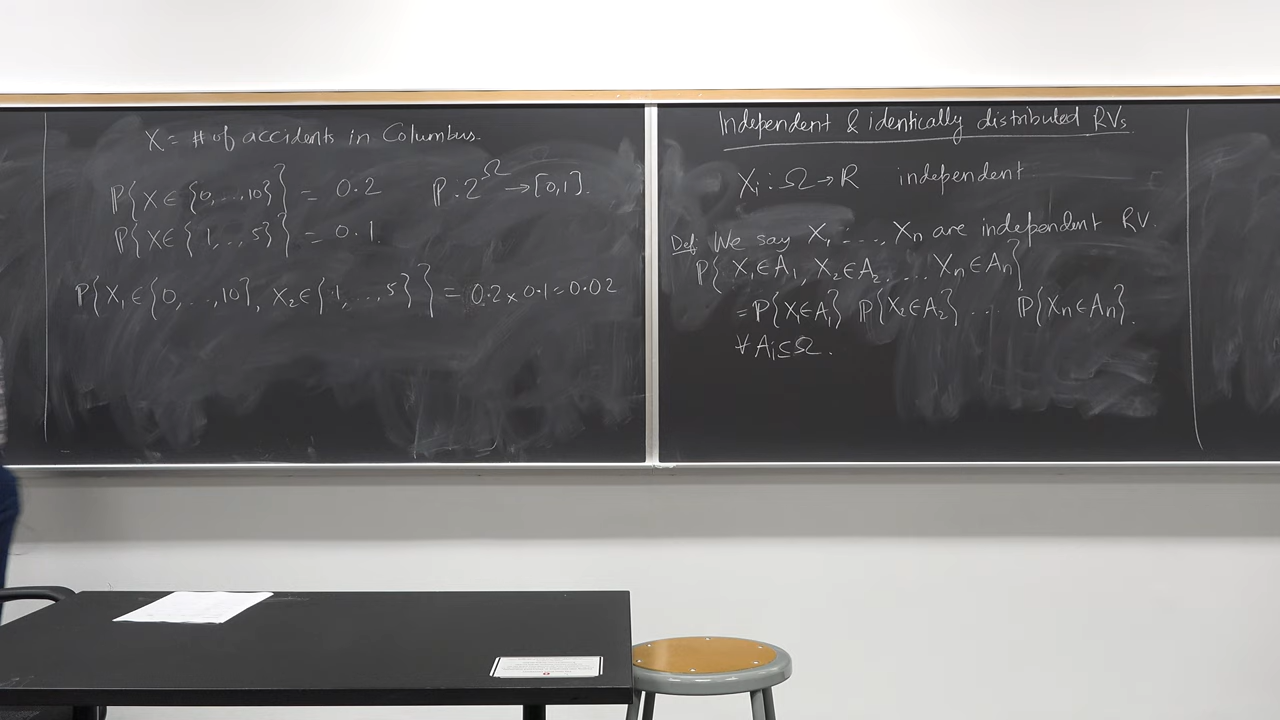 X = # of accidents in Columbus.
P{X ∈ {0,...,10}} = 0.2 P: 2^Ω → [0,1].
P{X ∈ {1,...,5}} = 0.1.
P{X₁ ∈ {0,...,10}, X₂ ∈ {1,...,5}} = 0.2 × 0.1 = 0.02
Independent & identically distributed RVs.
Xᵢ : Ω → R independent
Def: We say X₁, ..., Xn are independent RV.
P{X₁ ∈ A₁, X₂ ∈ A₂, ... Xn ∈ An}
= P{X₁ ∈ A₁} P{X₂ ∈ A₂} ... P{Xn ∈ An}.
∀ Aᵢ ⊆ Ω.